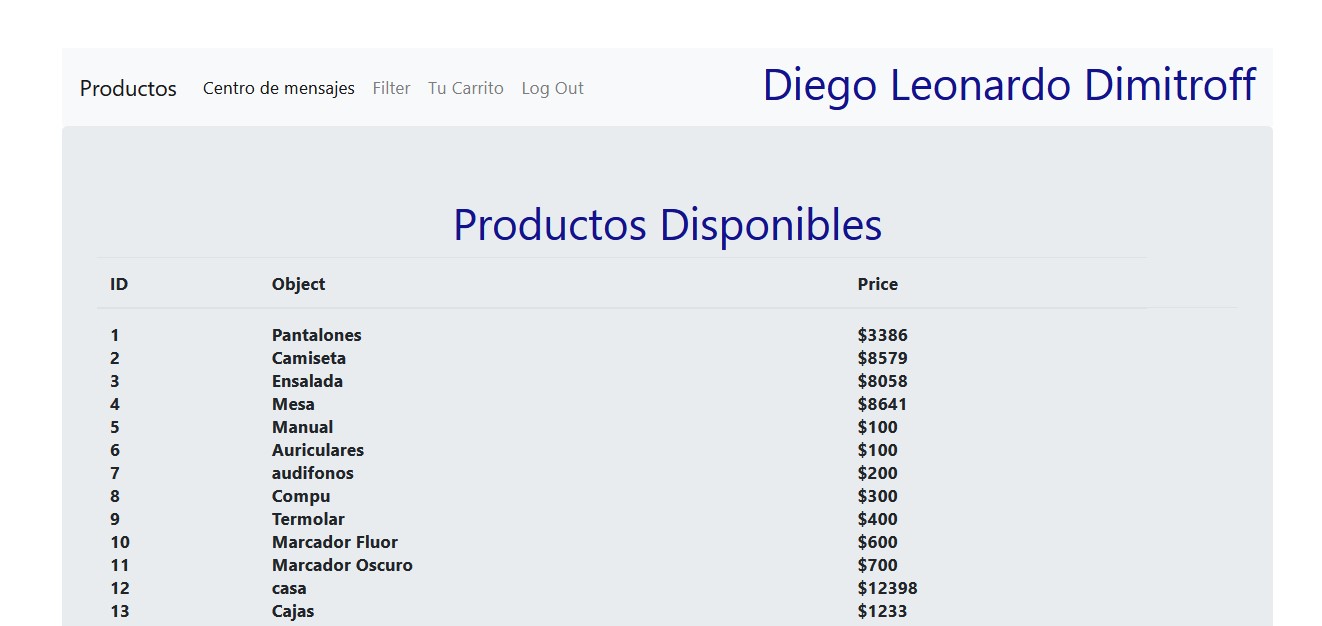 Productos Centro de mensajes Filter Tu Carrito Log Out Diego Leonardo Dimitroff
Productos Disponibles
ID Object Price
1 Pantalones $3386
2 Camiseta $8579
3 Ensalada $8058
4 Mesa $8641
5 Manual $100
6 Auriculares $100
7 audifonos $200
8 Compu $300
9 Termolar $400
10 Marcador Fluor $600
11 Marcador Oscuro $700
12 casa $12398
13 Cajas $1233